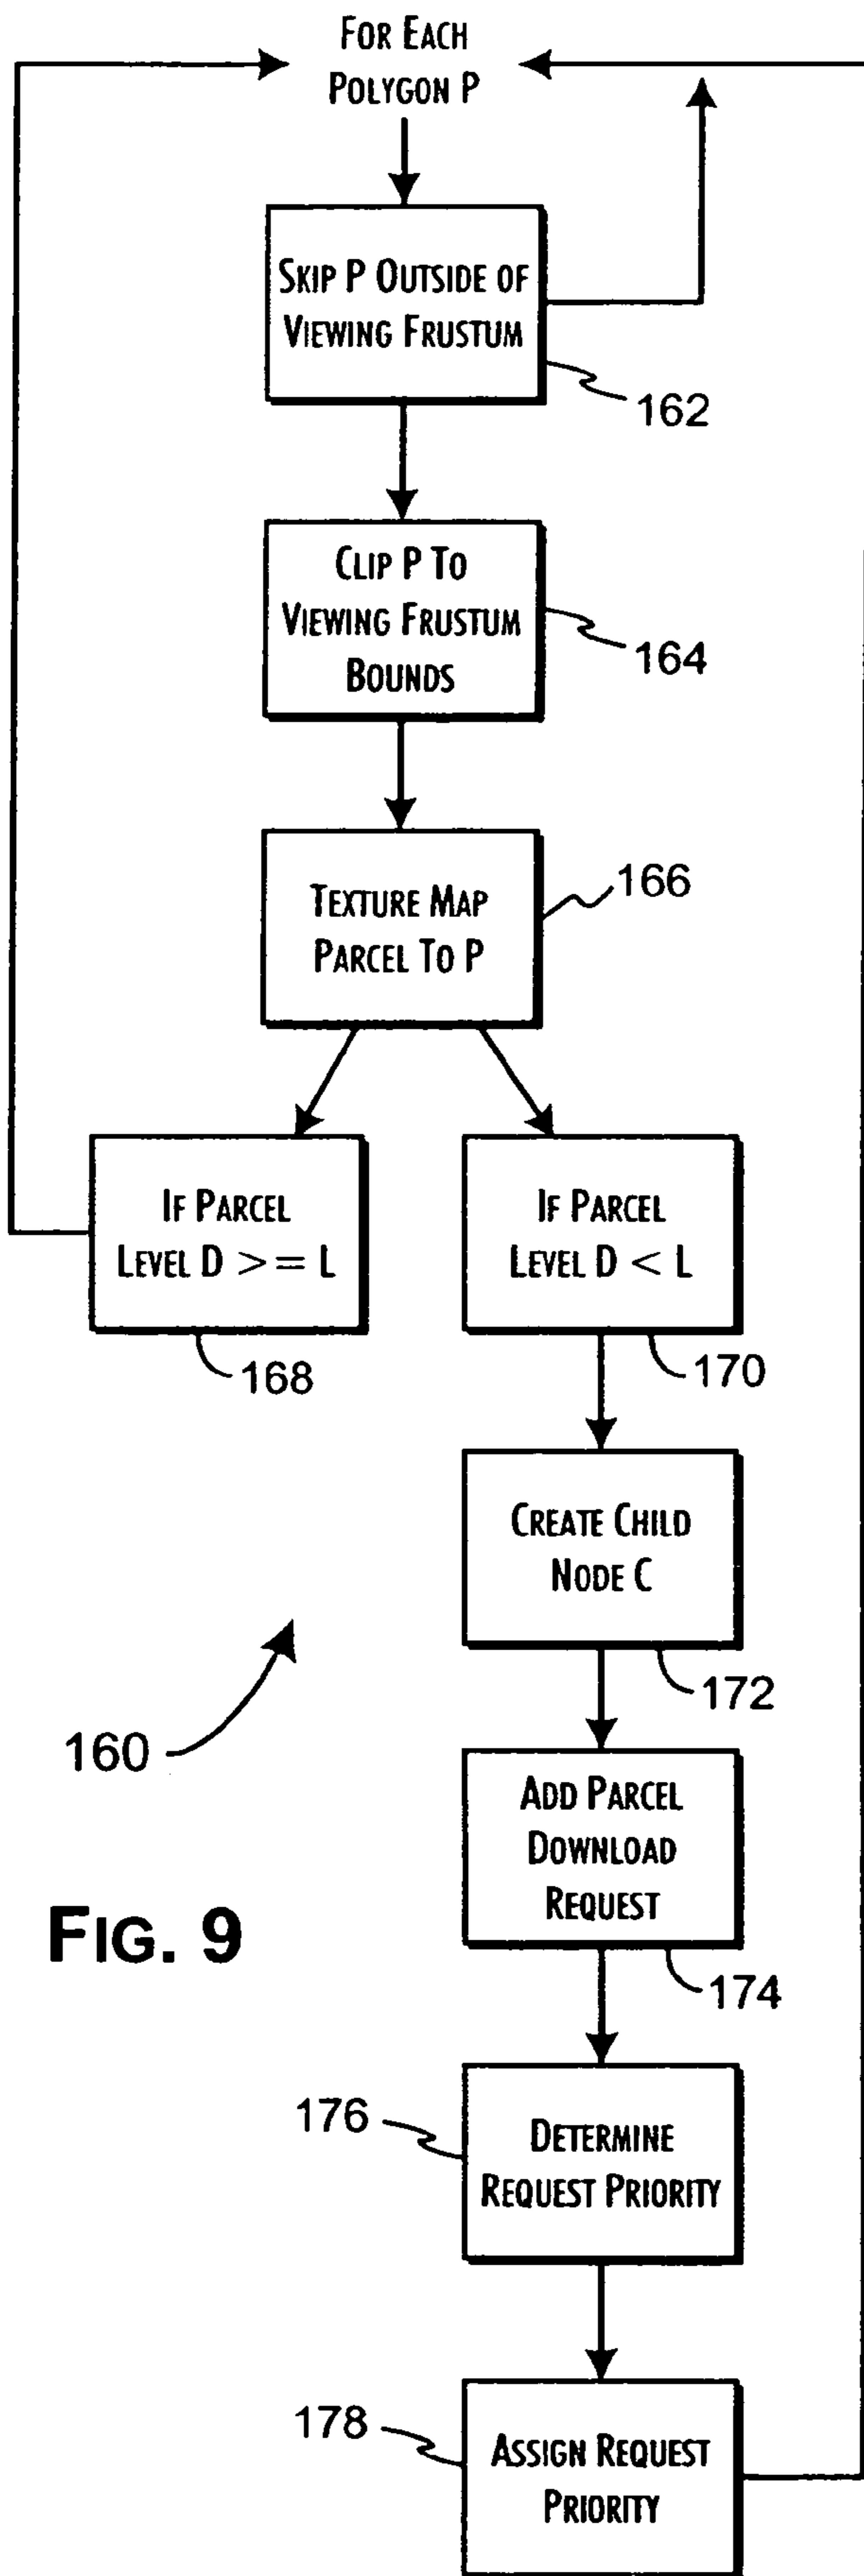 FOR EACH
POLYGON P
SKIP P OUTSIDE OF
VIEWING FRUSTUM
162
CLIP P TO
VIEWING FRUSTUM
BOUNDS
164
TEXTURE MAP
PARCEL TO P
166
IF PARCEL
LEVEL D >= L
168
IF PARCEL
LEVEL D < L
170
CREATE CHILD
NODE C
172
160
ADD PARCEL
DOWNLOAD
REQUEST
174
FIG. 9
176
DETERMINE
REQUEST PRIORITY
178
ASSIGN REQUEST
PRIORITY